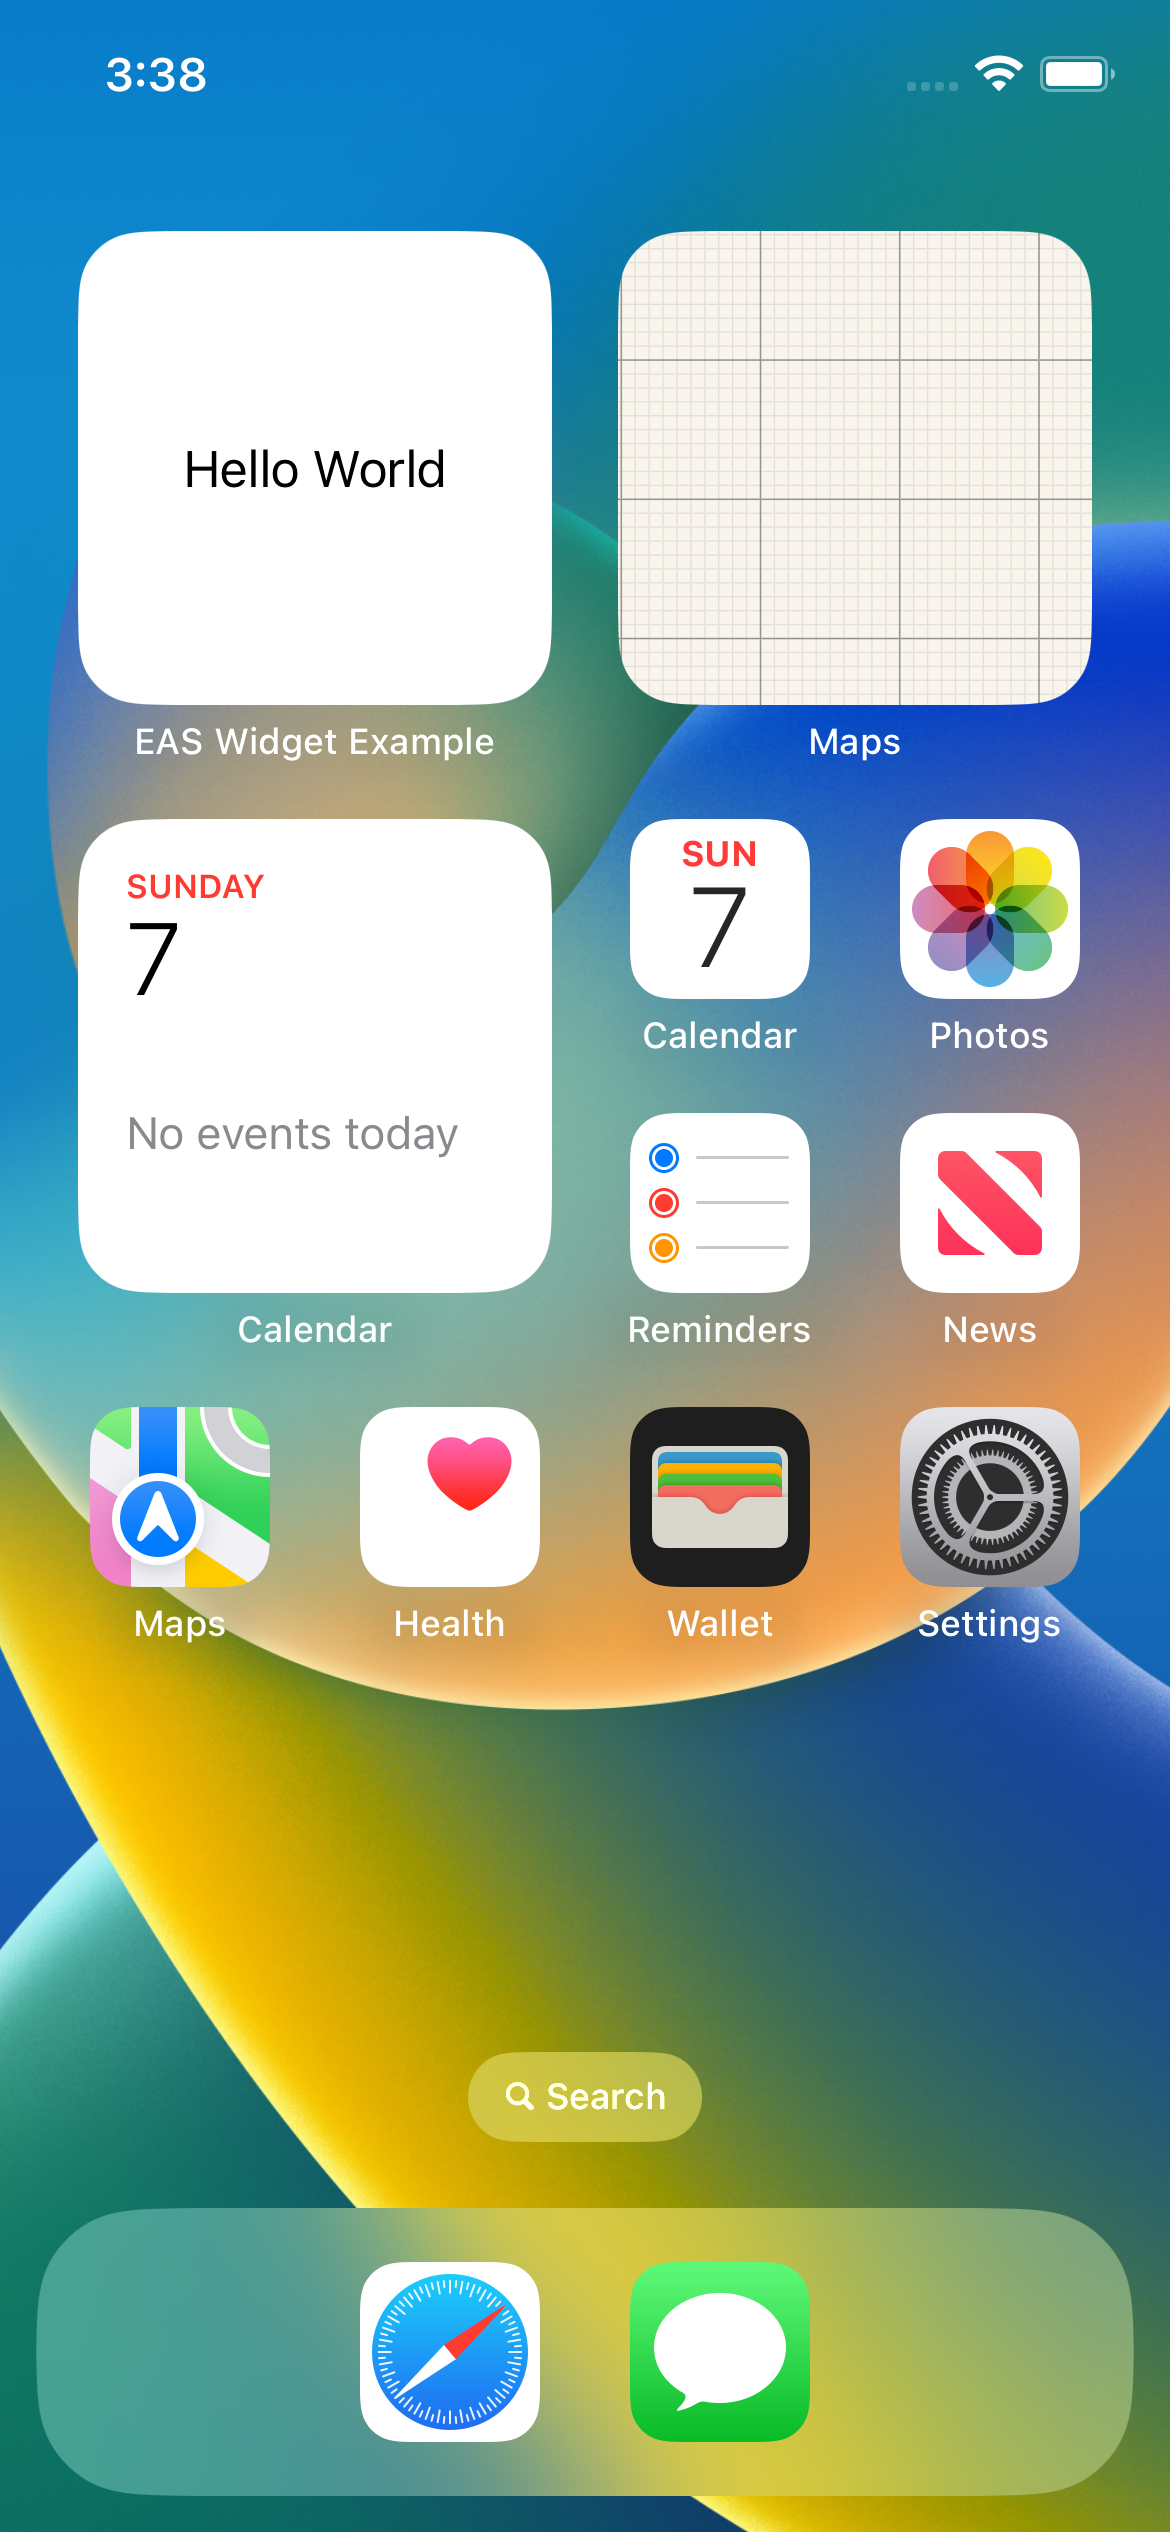 3:38
Hello World
EAS Widget Example
Maps
SUNDAY
7
No events today
Calendar
SUN
7
Calendar
Photos
Reminders
News
Maps
Health
Wallet
Settings
Search